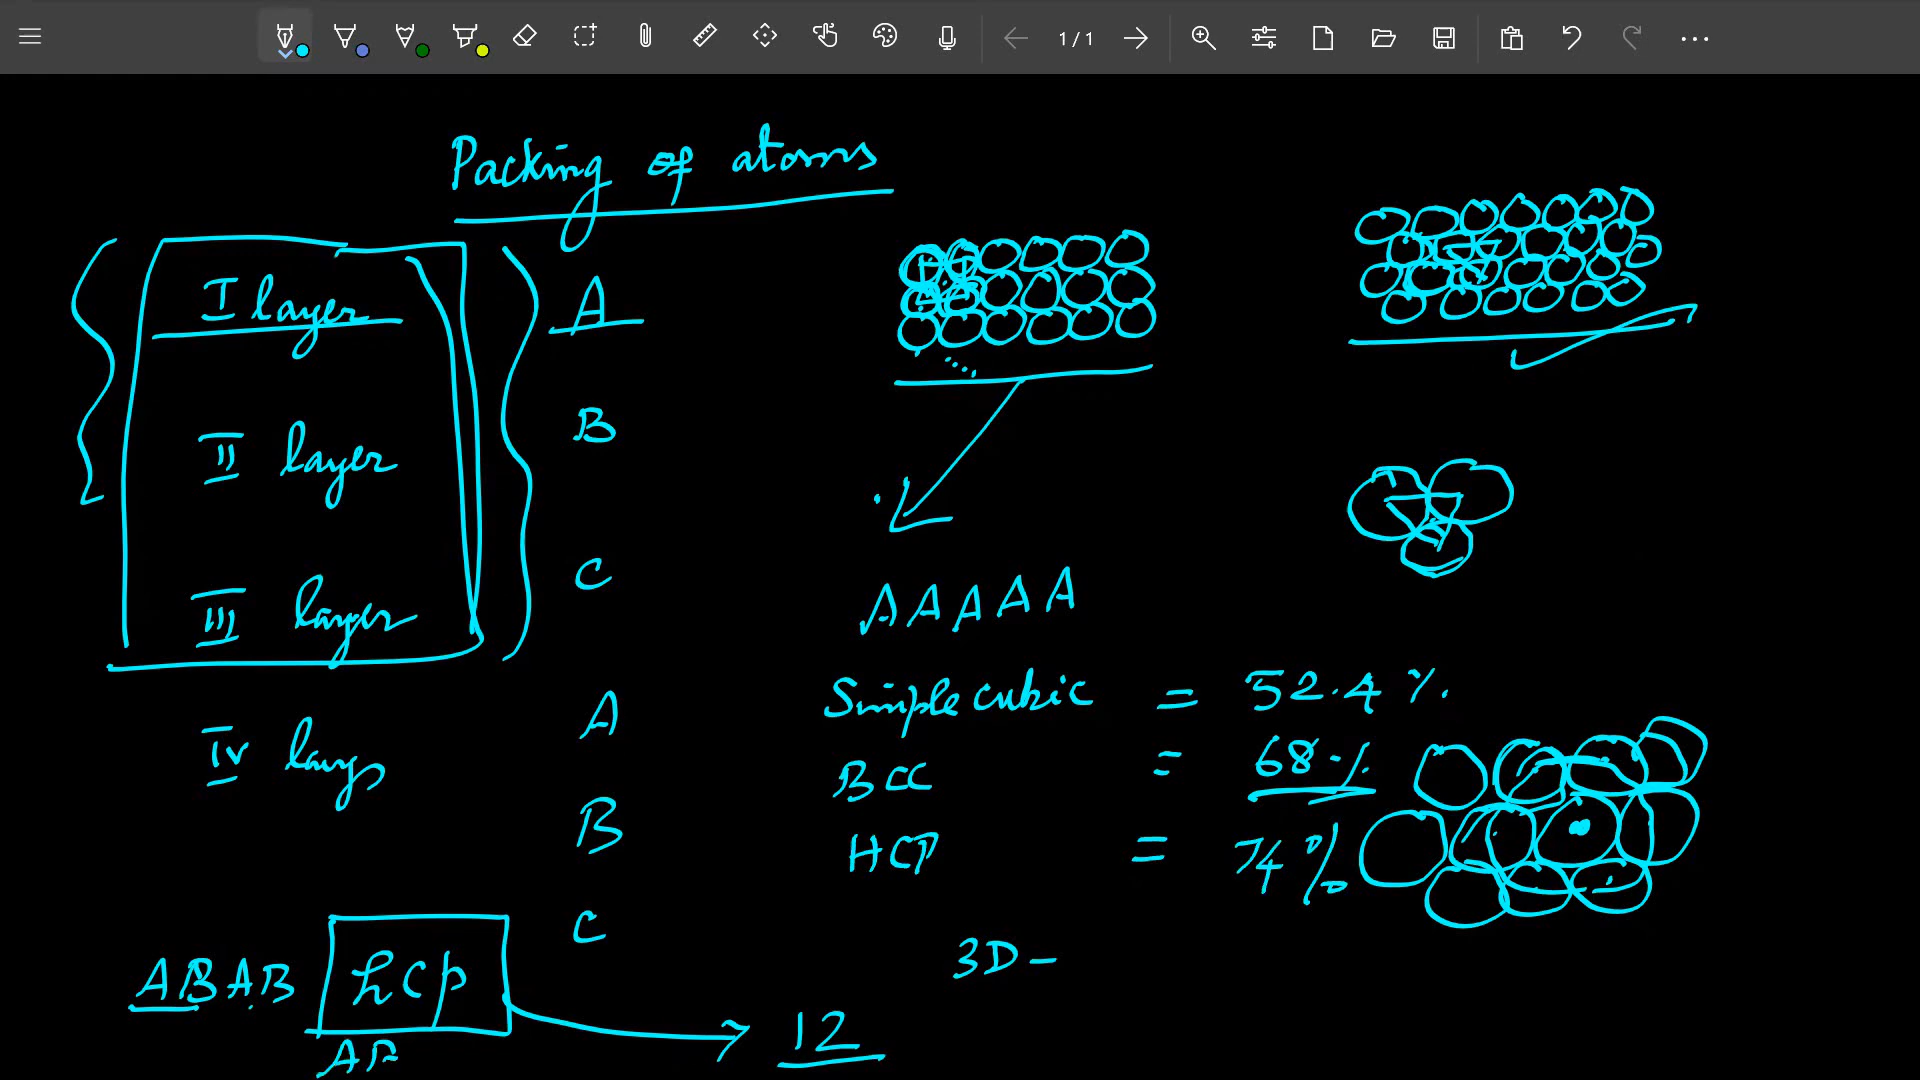 1 / 1
Packing of atoms
I layer A
II layer B
III layer C
IV A
B
C
AAAAA
Simple cubic = 52.4 %
BCC = 68 %
HCP = 74 %
3D -
ABAB hcp
12